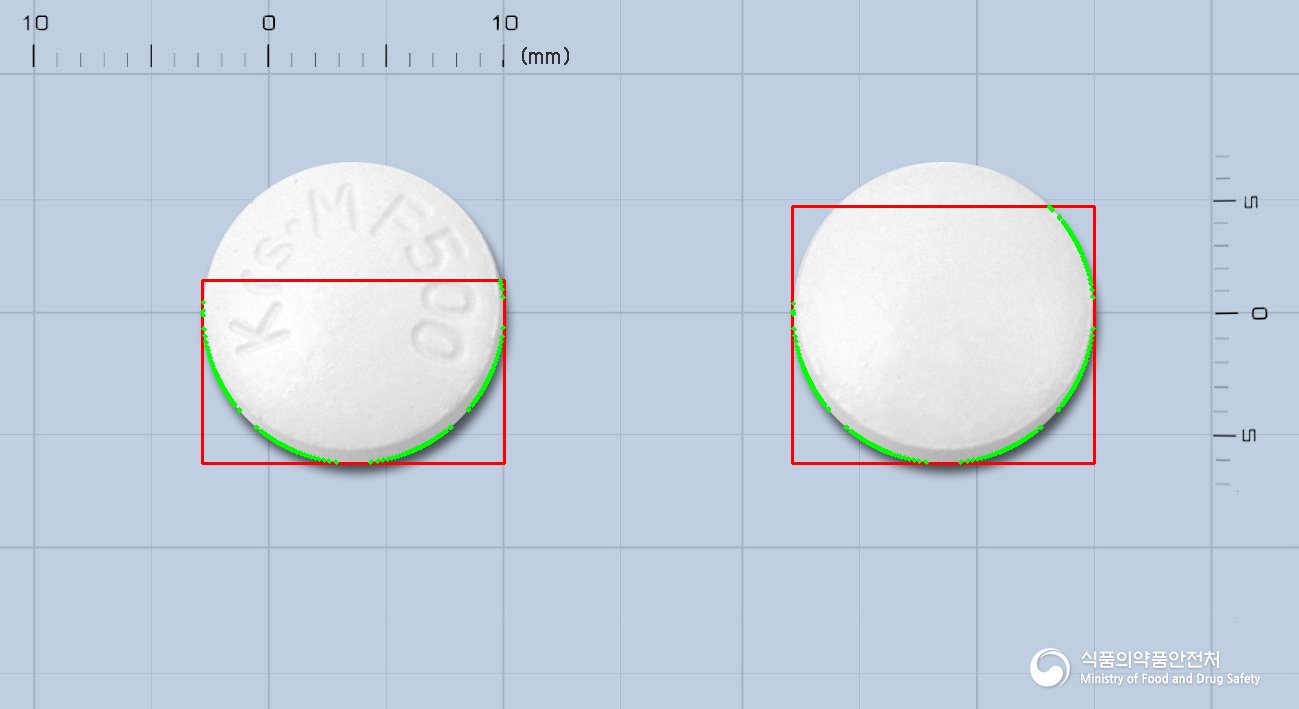 10 0 10
(mm)
K's·MF500
5
0
5
식품의약품안전처
Ministry of Food and Drug Safety